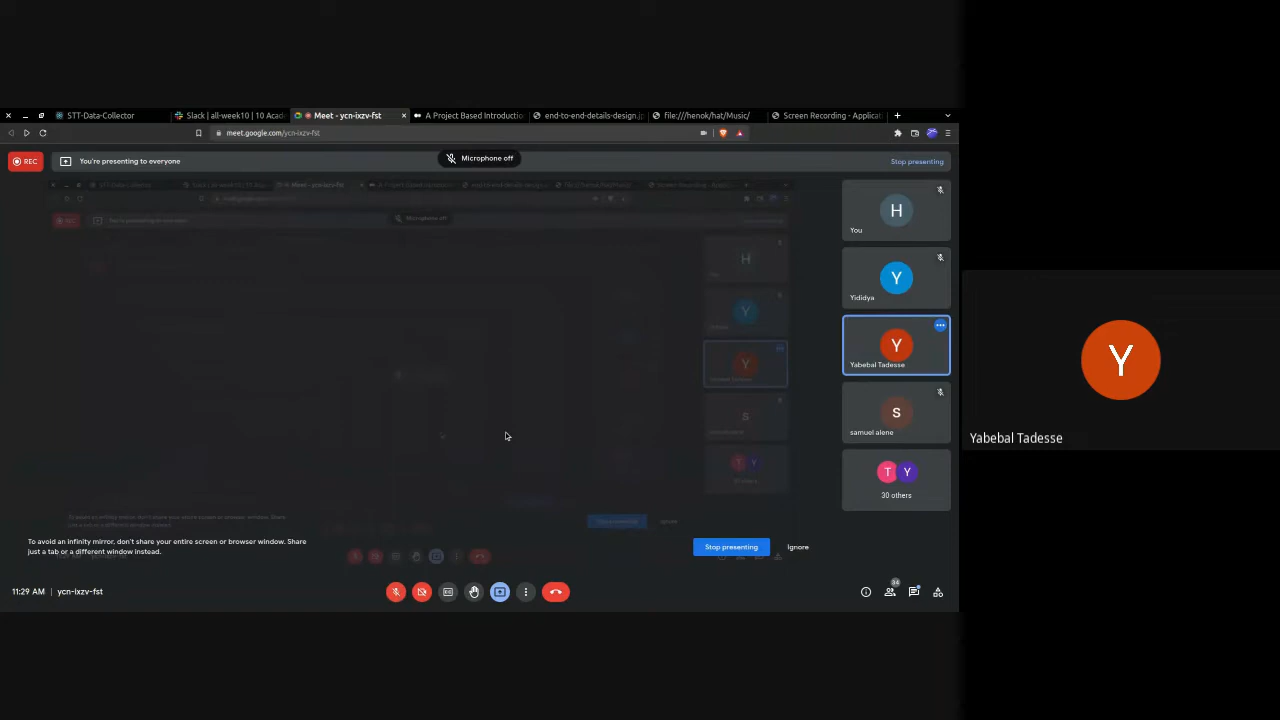 STT-Data-Collector
Slack | all-week10 | 10 Acade
Meet - ycn-ixzv-fst
A Project Based Introductio
end-to-end-details-design.j
file:///henok/hat/Music/
Screen Recording - Applicat
meet.google.com/ycn-ixzv-fst
REC
You're presenting to everyone
Microphone off
Stop presenting
H
You
Y
Yididya
Y
Yabebal Tadesse
s
samuel alene
T Y
30 others
Y
Yabebal Tadesse
To avoid an infinity mirror, don't share your entire screen or browser window. Share
just a tab or a different window instead.
Stop presenting
Ignore
11:29 AM | ycn-ixzv-fst
34